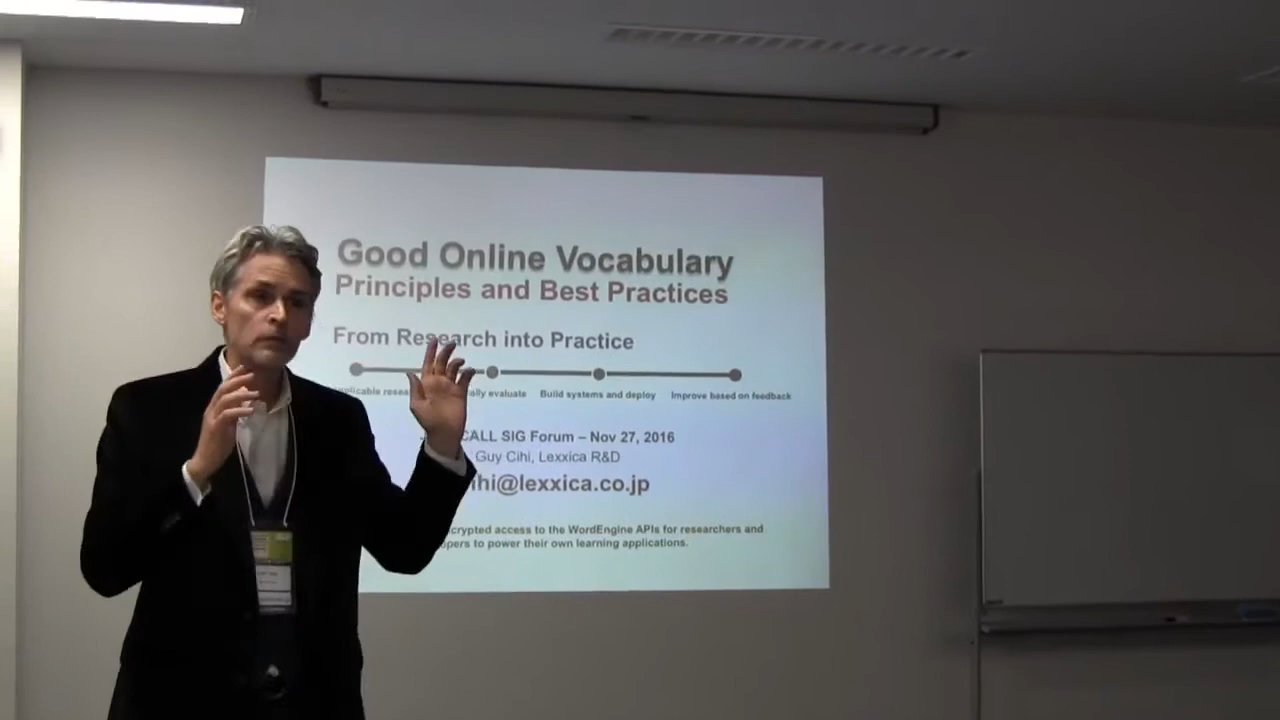 Good Online Vocabulary
Principles and Best Practices
From Research into Practice
evaluate Build systems and deploy Improve based on feedback
CALL SIG Forum – Nov 27, 2016
Guy Cihi, Lexxica R&D
ihi@lexxica.co.jp
access to the WordEngine APIs for researchers and
to power their own learning applications.